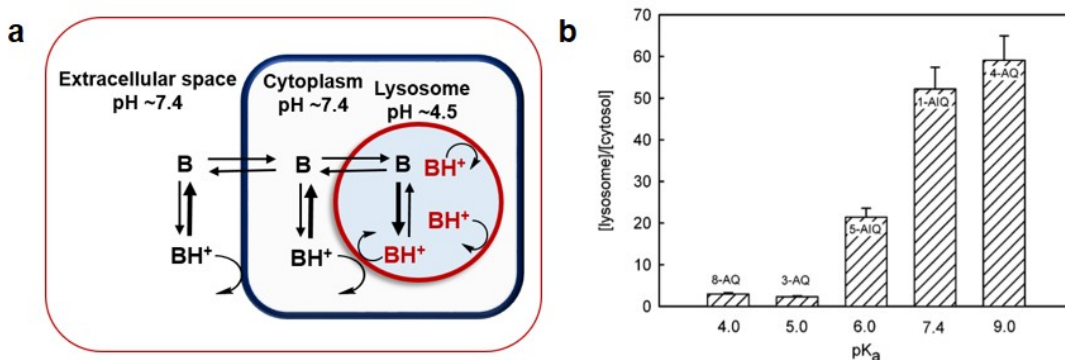 a
Extracellular space
pH ~7.4
Cytoplasm
pH ~7.4
Lysosome
pH ~4.5
B
B
B
BH⁺
BH⁺
BH⁺
BH⁺
BH⁺
b
[lysosome]/[cytosol]
70
60
50
40
30
20
10
0
8-AQ
3-AQ
5-AIQ
1-AIQ
4-AQ
4.0 5.0 6.0 7.4 9.0
pKₐ